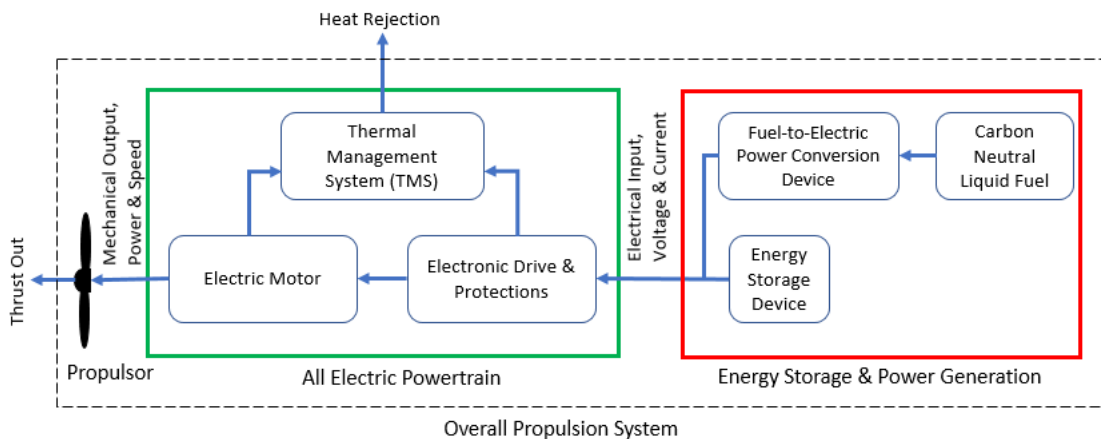 Heat Rejection
Mechanical Output,
Power & Speed
Thermal
Management
System (TMS)
Electrical Input,
Voltage & Current
Fuel-to-Electric
Power Conversion
Device
Carbon
Neutral
Liquid Fuel
Thrust Out
Electric Motor
Electronic Drive &
Protections
Energy
Storage
Device
Propulsor
All Electric Powertrain
Energy Storage & Power Generation
Overall Propulsion System